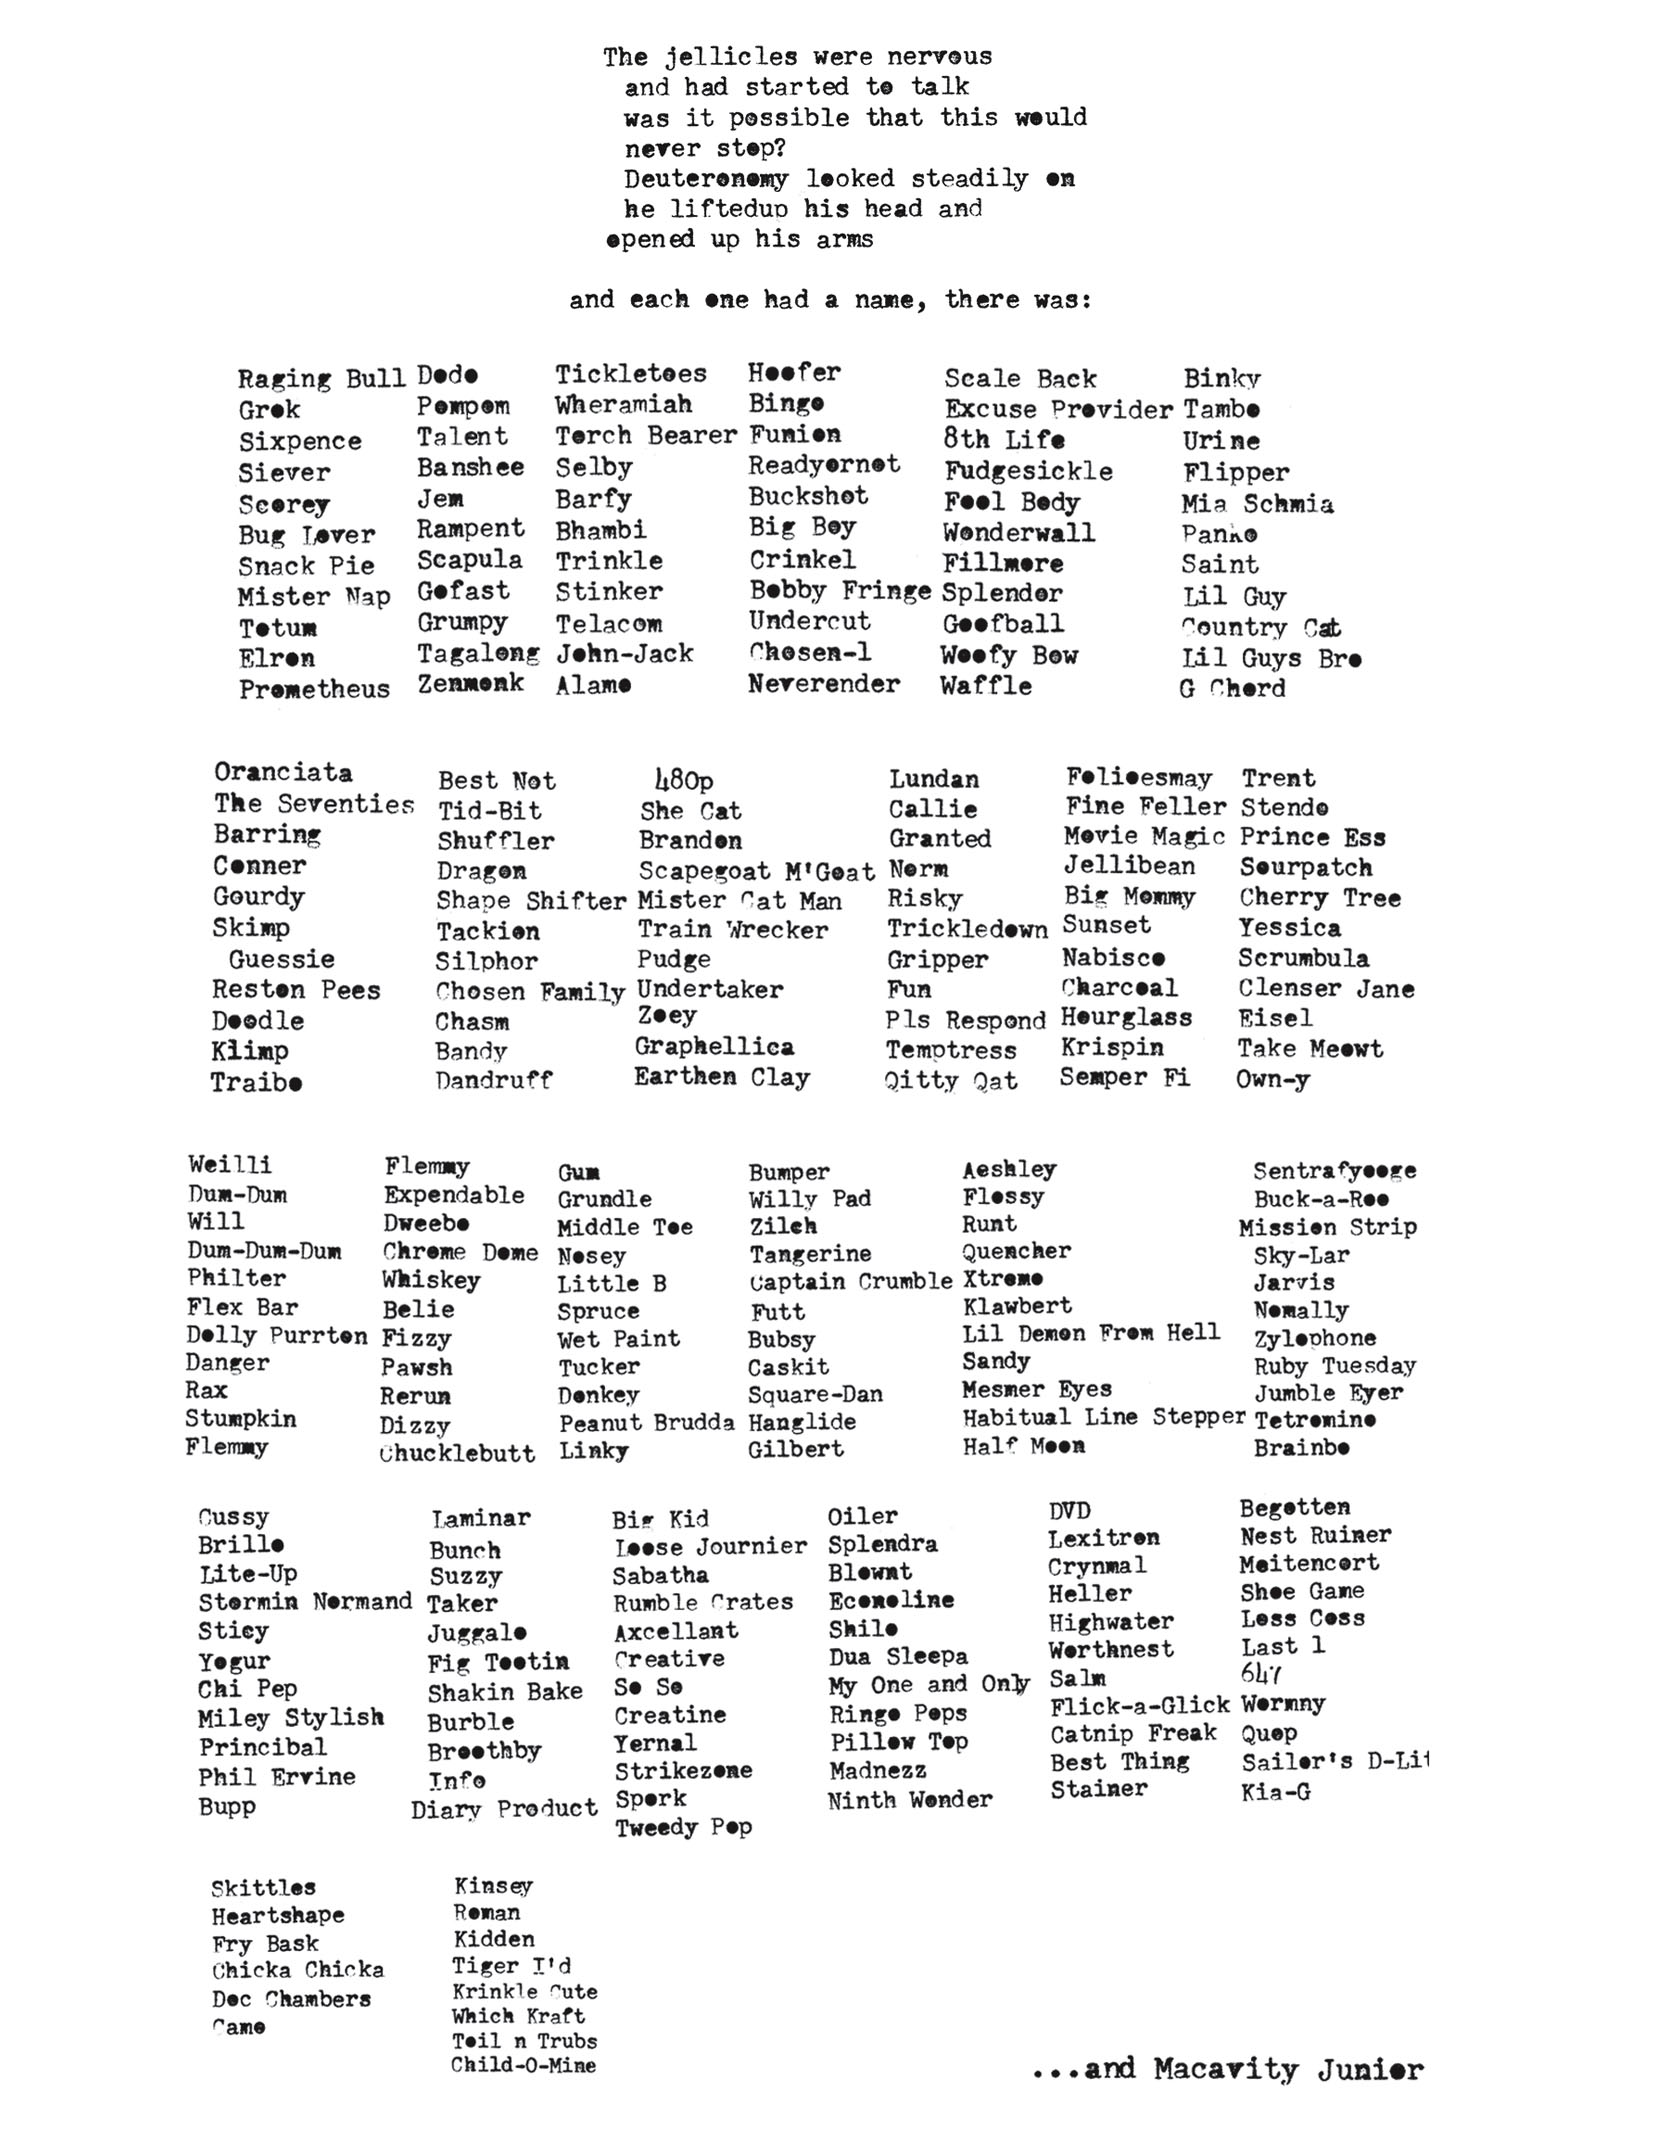 The jellicles were nervous
and had started to talk
was it possible that this would
never stop?
Deuteronomy looked steadily on
he liftedup his head and
opened up his arms
and each one had a name, there was:
Raging Bull
Grok
Sixpence
Siever
Scorey
Bug Lover
Snack Pie
Mister Nap
Totum
Elron
Prometheus
Dodo
Pompom
Talent
Banshee
Jem
Rampent
Scapula
Gofast
Grumpy
Tagalong
Zenmonk
Tickletoes
Wheramiah
Torch Bearer
Selby
Barfy
Bhambi
Trinkle
Stinker
Telacom
John-Jack
Alamo
Hoofer
Bingo
Funion
Readyornot
Buckshot
Big Boy
Crinkel
Bobby Fringe
Undercut
Chosen-1
Neverender
Scale Back
Excuse Provider
8th Life
Fudgesickle
Fool Body
Wonderwall
Fillmore
Splendor
Goofball
Woofy Bow
Waffle
Binky
Tambo
Urine
Flipper
Mia Schmia
Panko
Saint
Lil Guy
Country Cat
Lil Guys Bro
G Chord
Oranciata
The Seventies
Barring
Conner
Gourdy
Skimp
Guessie
Reston Pees
Doodle
Klimp
Traibo
Best Not
Tid-Bit
Shuffler
Dragon
Shape Shifter
Tackion
Silphor
Chosen Family
Chasm
Bandy
Dandruff
480p
She Cat
Brandon
Scapegoat M'Goat
Mister Cat Man
Train Wrecker
Pudge
Undertaker
Zoey
Graphellica
Earthen Clay
Lundan
Callie
Granted
Norm
Risky
Trickledown
Gripper
Fun
Pls Respond
Temptress
Qitty Qat
Folioesmay
Fine Feller
Movie Magic
Jellibean
Big Mommy
Sunset
Nabisco
Charcoal
Hourglass
Krispin
Semper Fi
Trent
Stendo
Prince Ess
Sourpatch
Cherry Tree
Yessica
Scrumbula
Clenser Jane
Eisel
Take Meowt
Own-y
Weilli
Dum-Dum
Will
Dum-Dum-Dum
Philter
Flex Bar
Dolly Purrton
Danger
Rax
Stumpkin
Flemmy
Flemmy
Expendable
Dweebo
Chrome Dome
Whiskey
Belie
Fizzy
Pawsh
Rerun
Dizzy
Chucklebutt
Gum
Grundle
Middle Toe
Nosey
Little B
Spruce
Wet Paint
Tucker
Donkey
Peanut Brudda
Linky
Bumper
Willy Pad
Zilch
Tangerine
Captain Crumble
Futt
Bubsy
Caskit
Square-Dan
Hanglide
Gilbert
Aeshley
Flossy
Runt
Quencher
Xtremo
Klawbert
Lil Demon From Hell
Sandy
Mesmer Eyes
Habitual Line Stepper
Half Moon
Sentrafyooge
Buck-a-Roo
Mission Strip
Sky-Lar
Jarvis
Nomally
Zylophone
Ruby Tuesday
Jumble Eyer
Tetromino
Brainbo
Cussy
Brillo
Lite-Up
Stormin Normand
Sticy
Yogur
Chi Pep
Miley Stylish
Principal
Phil Ervine
Bupp
Laminar
Bunch
Suzzy
Taker
Juggalo
Fig Tootin
Shakin Bake
Burble
Broothby
Info
Diary Product
Big Kid
Loose Journier
Sabatha
Rumble Crates
Axcellant
Creative
So So
Creatine
Yernal
Strikezone
Spork
Tweedy Pop
Oiler
Splendra
Blownt
Econoline
Shilo
Dua Sleepa
My One and Only
Ringo Pops
Pillow Top
Madnezz
Ninth Wonder
DVD
Lexitron
Crynmal
Heller
Highwater
Worthnest
Salm
Flick-a-Glick
Catnip Freak
Best Thing
Stainer
Begotten
Nest Ruiner
Meitencort
Shoe Game
Less Coss
Last 1
647
Wormny
Quop
Sailor's D-Lit
Kia-G
Skittles
Heartshape
Fry Bask
Chicka Chicka
Doc Chambers
Camo
Kinsey
Roman
Kidden
Tiger I'd
Krinkle Cute
Which Kraft
Toil n Trubs
Child-O-Mine
...and Macavity Junior